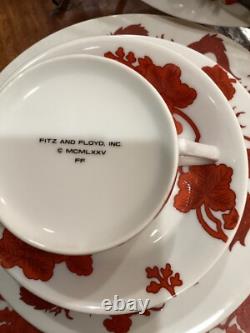 FITZ AND FLOYD, INC.
© MCMLXXV
FF